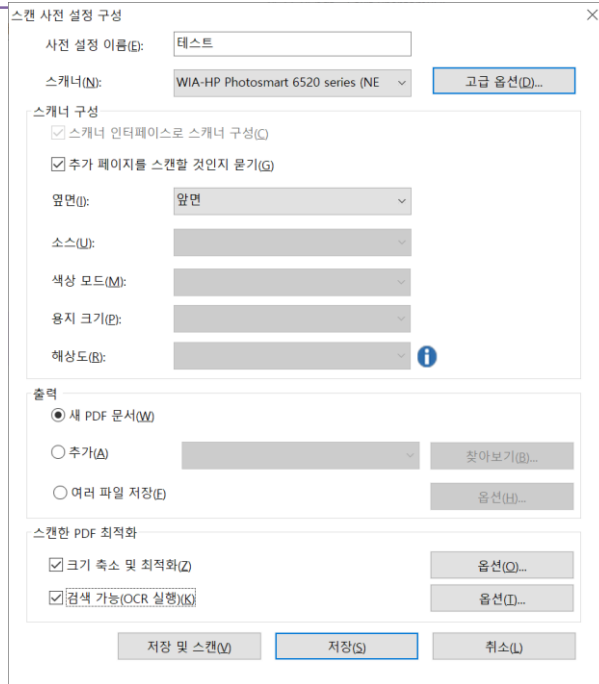 스캔 사전 설정 구성
사전 설정 이름(E): 테스트
스캐너(N): WIA-HP Photosmart 6520 series (NE 고급 옵션(D)...
스캐너 구성
스캐너 인터페이스로 스캐너 구성(C)
추가 페이지를 스캔할 것인지 묻기(G)
옆면(I): 앞면
소스(U):
색상 모드(M):
용지 크기(P):
해상도(R):
출력
새 PDF 문서(W)
추가(A) 찾아보기(B)...
여러 파일 저장(F) 옵션(H)...
스캔한 PDF 최적화
크기 축소 및 최적화(Z) 옵션(O)...
검색 가능(OCR 실행)(K) 옵션(T)...
저장 및 스캔(V) 저장(S) 취소(L)